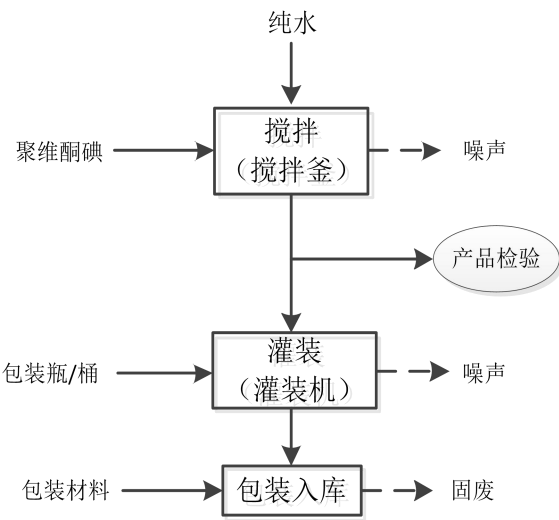 纯水
搅拌
聚维酮碘
噪声
（搅拌釜）
产品检验
灌装
包装瓶/桶
噪声
（灌装机）
包装材料
包装入库
固废